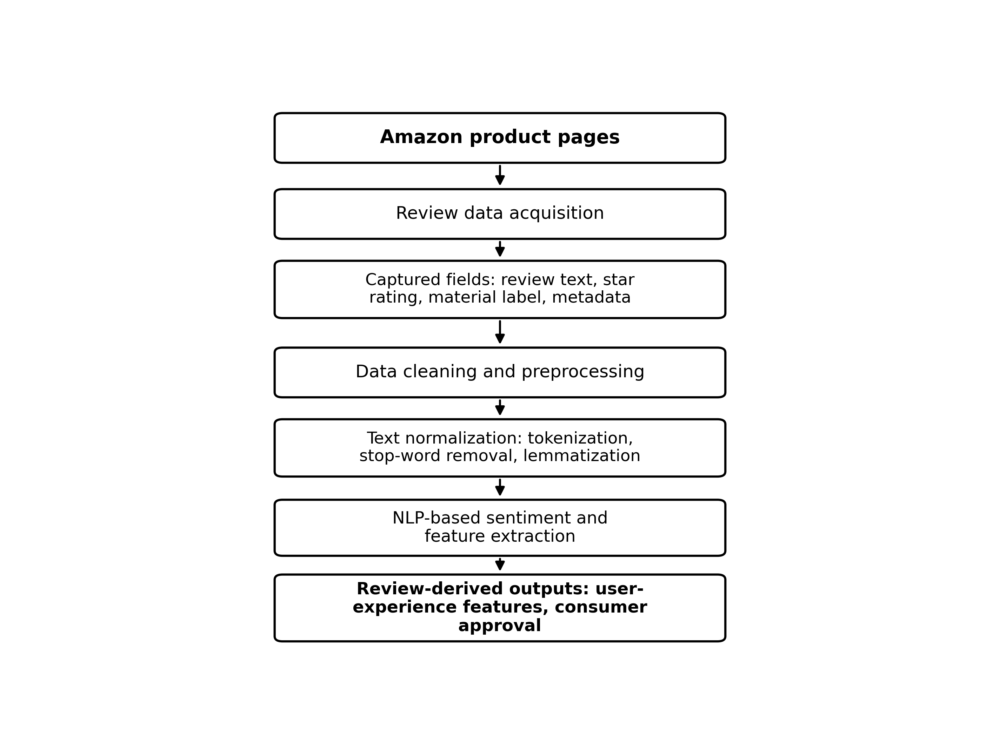 Amazon product pages
Review data acquisition
Captured fields: review text, star
rating, material label, metadata
Data cleaning and preprocessing
Text normalization: tokenization,
stop-word removal, lemmatization
NLP-based sentiment and
feature extraction
Review-derived outputs: user-
experience features, consumer
approval